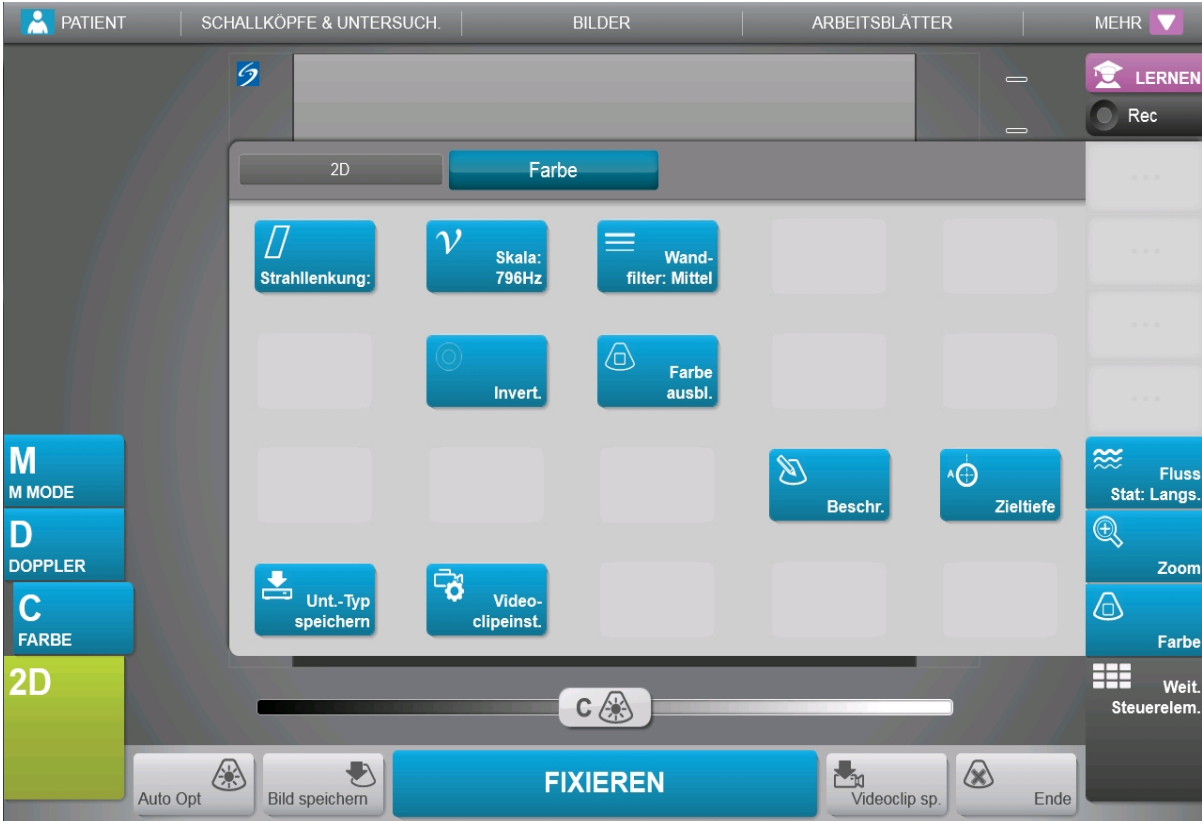 PATIENT
SCHALLKÖPFE & UNTERSUCH.
BILDER
ARBEITSBLÄTTER
MEHR
LERNEN
Rec
2D
Farbe
Strahllenkung:
ν
Skala:
796Hz
Wand-
filter: Mittel
Invert.
Farbe
ausbl.
Beschr.
A
Zieltiefe
Unt.-Typ
speichern
Video-
clipeinst.
M
M MODE
D
DOPPLER
C
FARBE
2D
Fluss
Stat: Langs.
Zoom
Farbe
Weit.
Steuerelem.
C
Auto Opt
Bild speichern
FIXIEREN
Videoclip sp.
Ende